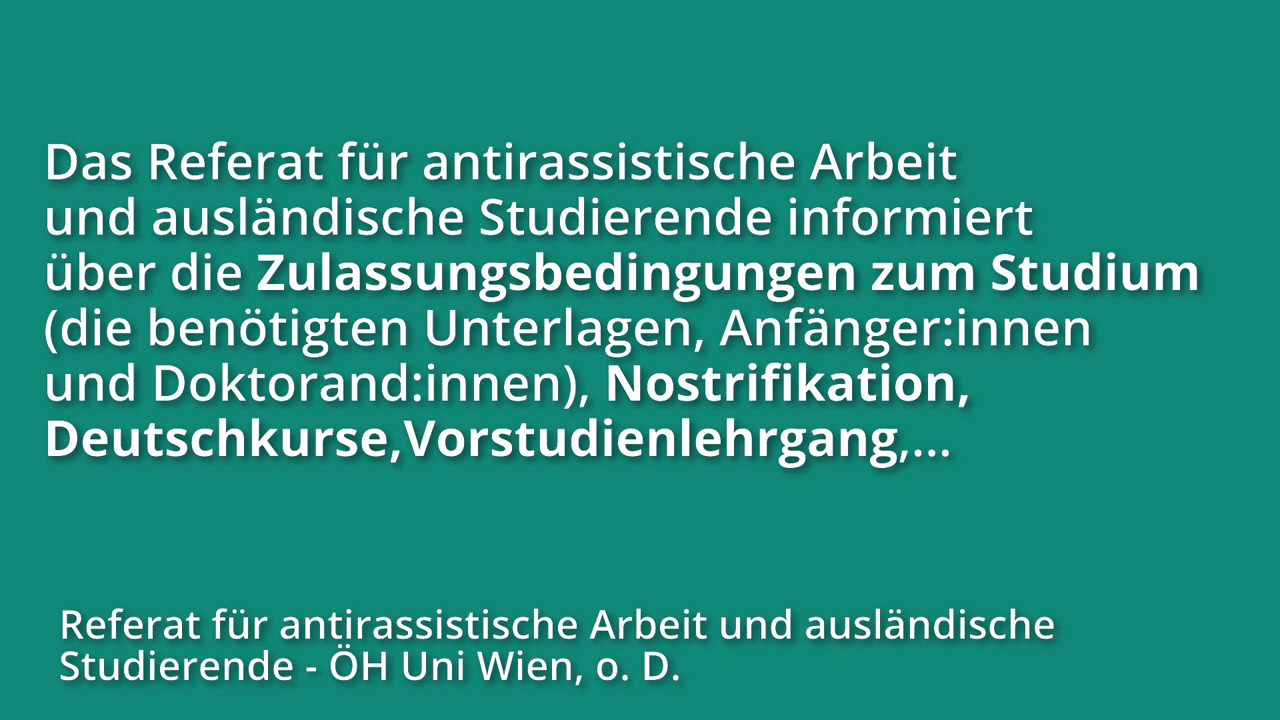 Das Referat für antirassistische Arbeit
und ausländische Studierende informiert
über die Zulassungsbedingungen zum Studium
(die benötigten Unterlagen, Anfänger:innen
und Doktorand:innen), Nostrifikation,
Deutschkurse,Vorstudienlehrgang,...
Referat für antirassistische Arbeit und ausländische
Studierende - ÖH Uni Wien, o. D.